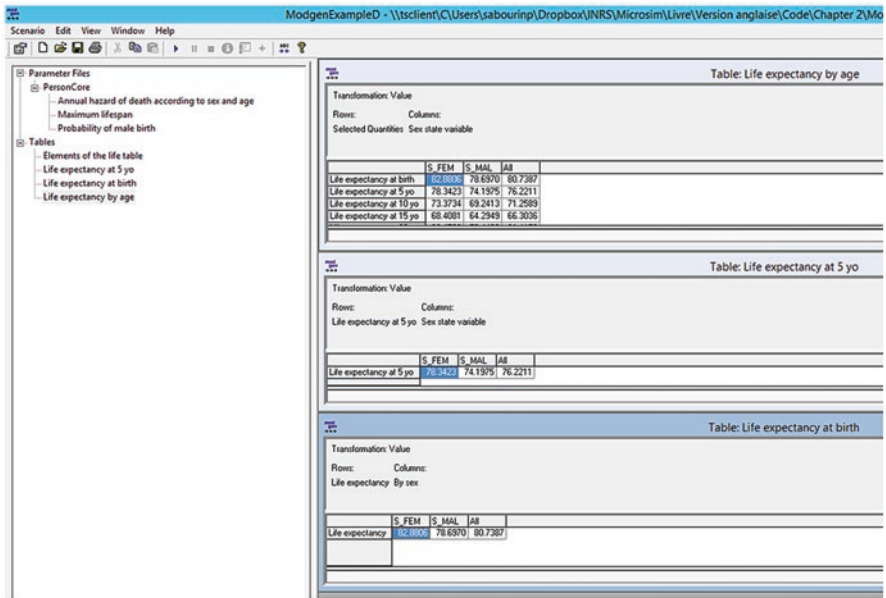 ModgenExampleD - \\tsclient\C\Users\sabourinp\Dropbox\INRS\Microsim\Livre\Version anglaise\Code\Chapter 2\Mo
Scenario Edit View Window Help
Parameter Files
PersonCore
Annual hazard of death according to sex and age
Maximum lifespan
Probability of male birth
Tables
Elements of the life table
Life expectancy at 5 yo
Life expectancy at birth
Life expectancy by age
Table: Life expectancy by age
Transformation: Value
Rows: Columns:
Selected Quantities Sex state variable
S_FEM S_MAL All
Life expectancy at birth 82.8806 78.6970 80.7387
Life expectancy at 5 yo 78.3423 74.1975 76.2211
Life expectancy at 10 yo 73.3734 69.2413 71.2589
Life expectancy at 15 yo 68.4081 64.2949 66.3036
Table: Life expectancy at 5 yo
Transformation: Value
Rows: Columns:
Life expectancy at 5 yo Sex state variable
S_FEM S_MAL All
Life expectancy at 5 yo 78.3423 74.1975 76.2211
Table: Life expectancy at birth
Transformation: Value
Rows: Columns:
Life expectancy By sex
S_FEM S_MAL All
Life expectancy 82.8806 78.6970 80.7387